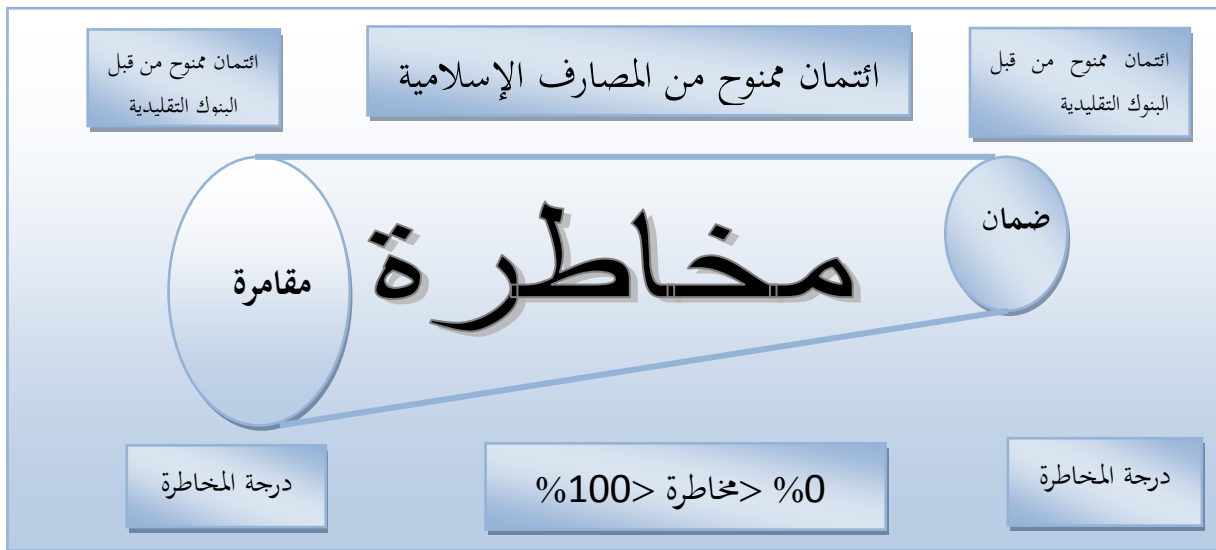 ائتمان ممنوح من قبل
البنوك التقليدية
ائتمان ممنوح من المصارف الإسلامية
ائتمان ممنوح من قبل
البنوك التقليدية
ضمان
مخاطرة
مقامرة
درجة المخاطرة
%0 <مخاطرة <100%
درجة المخاطرة